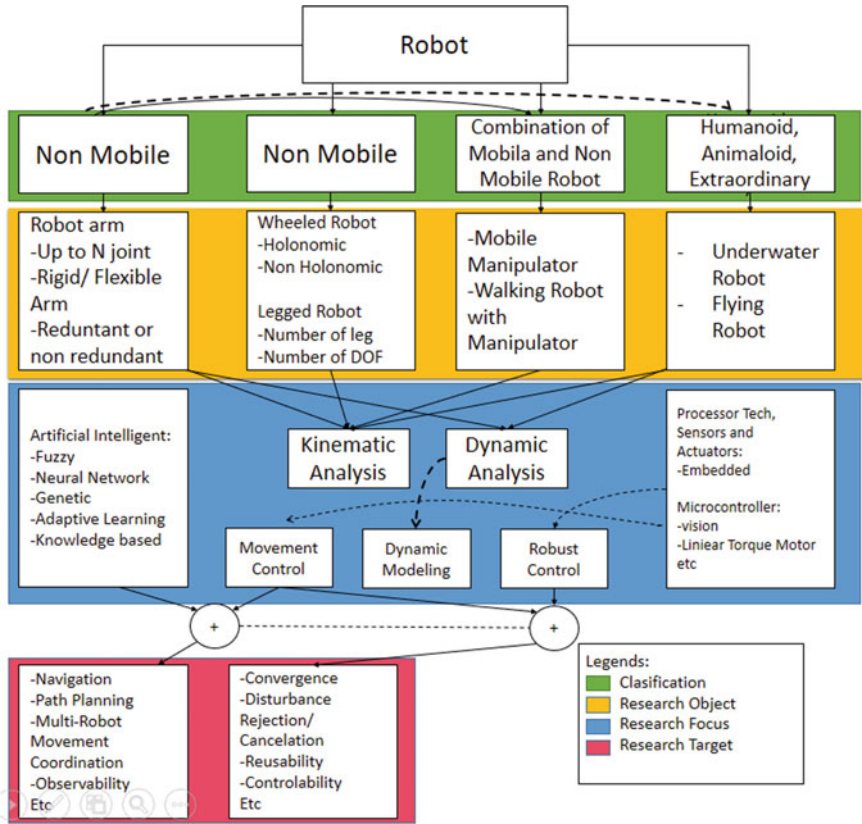 Robot
Non Mobile
Non Mobile
Combination of
Mobila and Non
Mobile Robot
Humanoid,
Animaloid,
Extraordinary
Robot arm
-Up to N joint
-Rigid/ Flexible
Arm
-Reduntant or
non redundant
Wheeled Robot
-Holonomic
-Non Holonomic
Legged Robot
-Number of leg
-Number of DOF
-Mobile
Manipulator
-Walking Robot
with
Manipulator
- Underwater
Robot
- Flying
Robot
Artificial Intelligent:
-Fuzzy
-Neural Network
-Genetic
-Adaptive Learning
-Knowledge based
Kinematic
Analysis
Dynamic
Analysis
Processor Tech,
Sensors and
Actuators:
-Embedded
Microcontroller:
-vision
-Liniear Torque Motor
etc
Movement
Control
Dynamic
Modeling
Robust
Control
+
+
-Navigation
-Path Planning
-Multi-Robot
Movement
Coordination
-Observability
Etc
-Convergence
-Disturbance
Rejection/
Cancelation
-Reusability
-Controlability
Etc
Legends:
Clasification
Research Object
Research Focus
Research Target